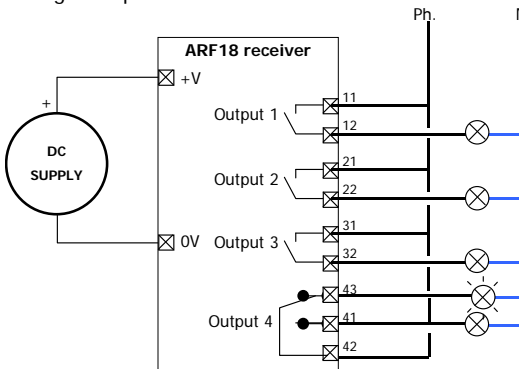 Ph.
ARF18 receiver
+V
+
DC
SUPPLY
0V
Output 1
11
12
Output 2
21
22
Output 3
31
32
Output 4
43
41
42